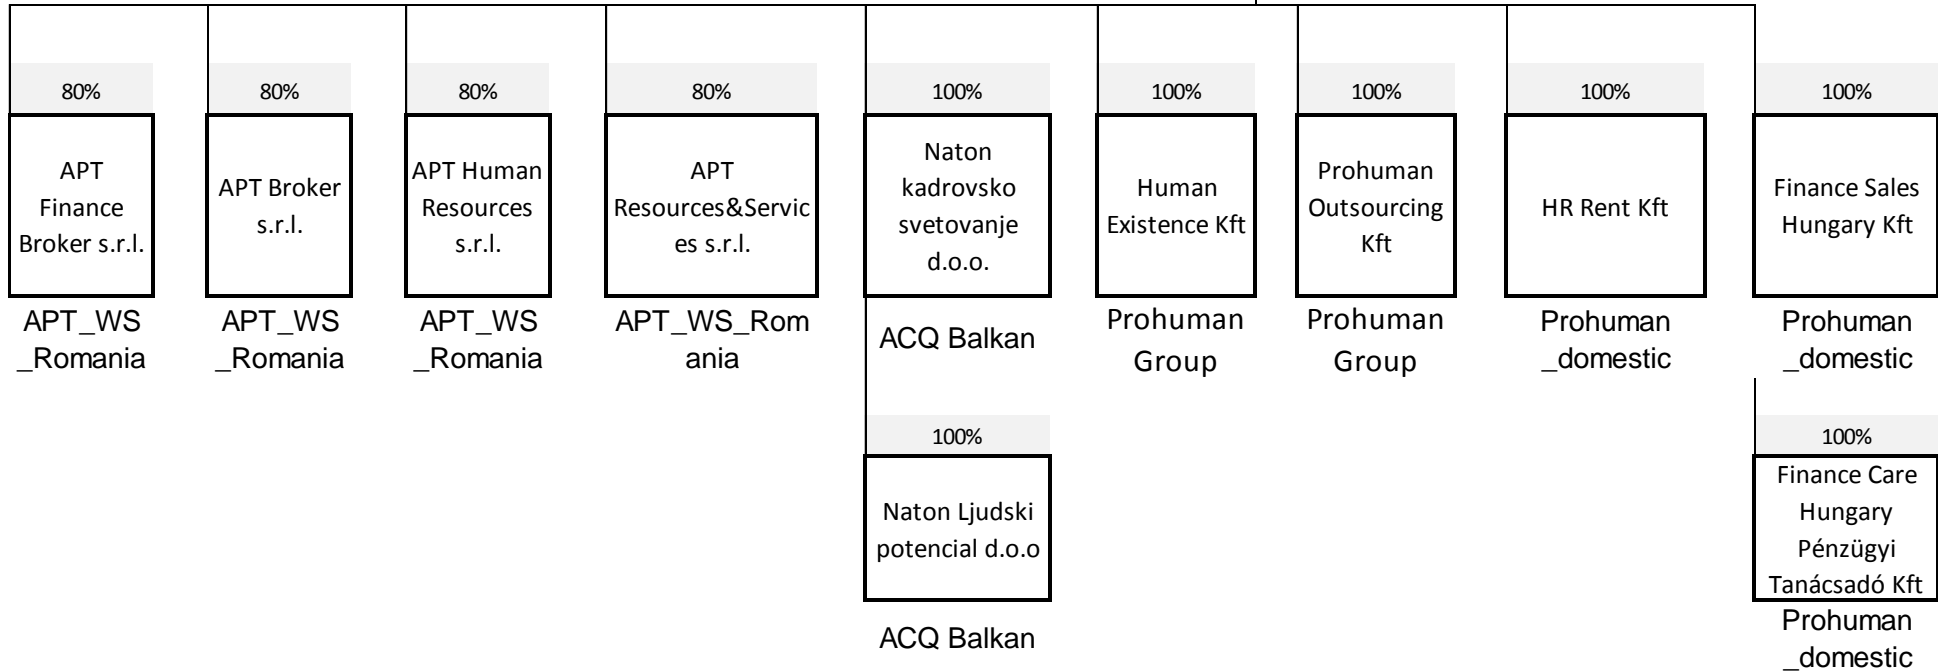 80%
80%
80%
80%
100%
100%
100%
100%
100%
APT
Finance
Broker s.r.l.
APT Broker
s.r.l.
APT Human
Resources
s.r.l.
APT
Resources&Servic
es s.r.l.
Naton
kadrovsko
svetovanje
d.o.o.
Human
Existence Kft
Prohuman
Outsourcing
Kft
HR Rent Kft
Finance Sales
Hungary Kft
APT_WS
_Romania
APT_WS
_Romania
APT_WS
_Romania
APT_WS_Rom
ania
ACQ Balkan
Prohuman
Group
Prohuman
Group
Prohuman
_domestic
Prohuman
_domestic
100%
100%
Naton Ljudski
potencial d.o.o
Finance Care
Hungary
Pénzügyi
Tanácsadó Kft
ACQ Balkan
Prohuman
_domestic